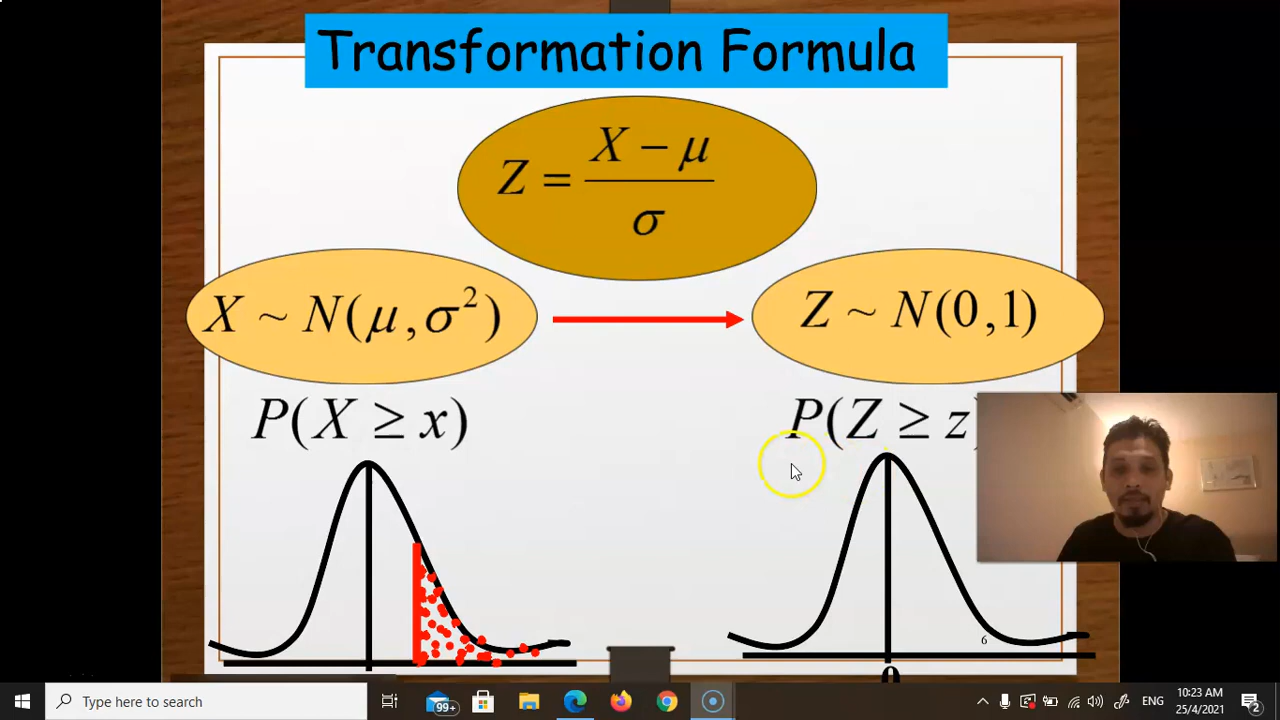 Transformation Formula
Z = (X − μ) / σ
X ~ N(μ, σ²)
Z ~ N(0,1)
P(X ≥ x)
P(Z ≥ z)
6
0
Type here to search
99+
ENG
10:23 AM
25/4/2021
2